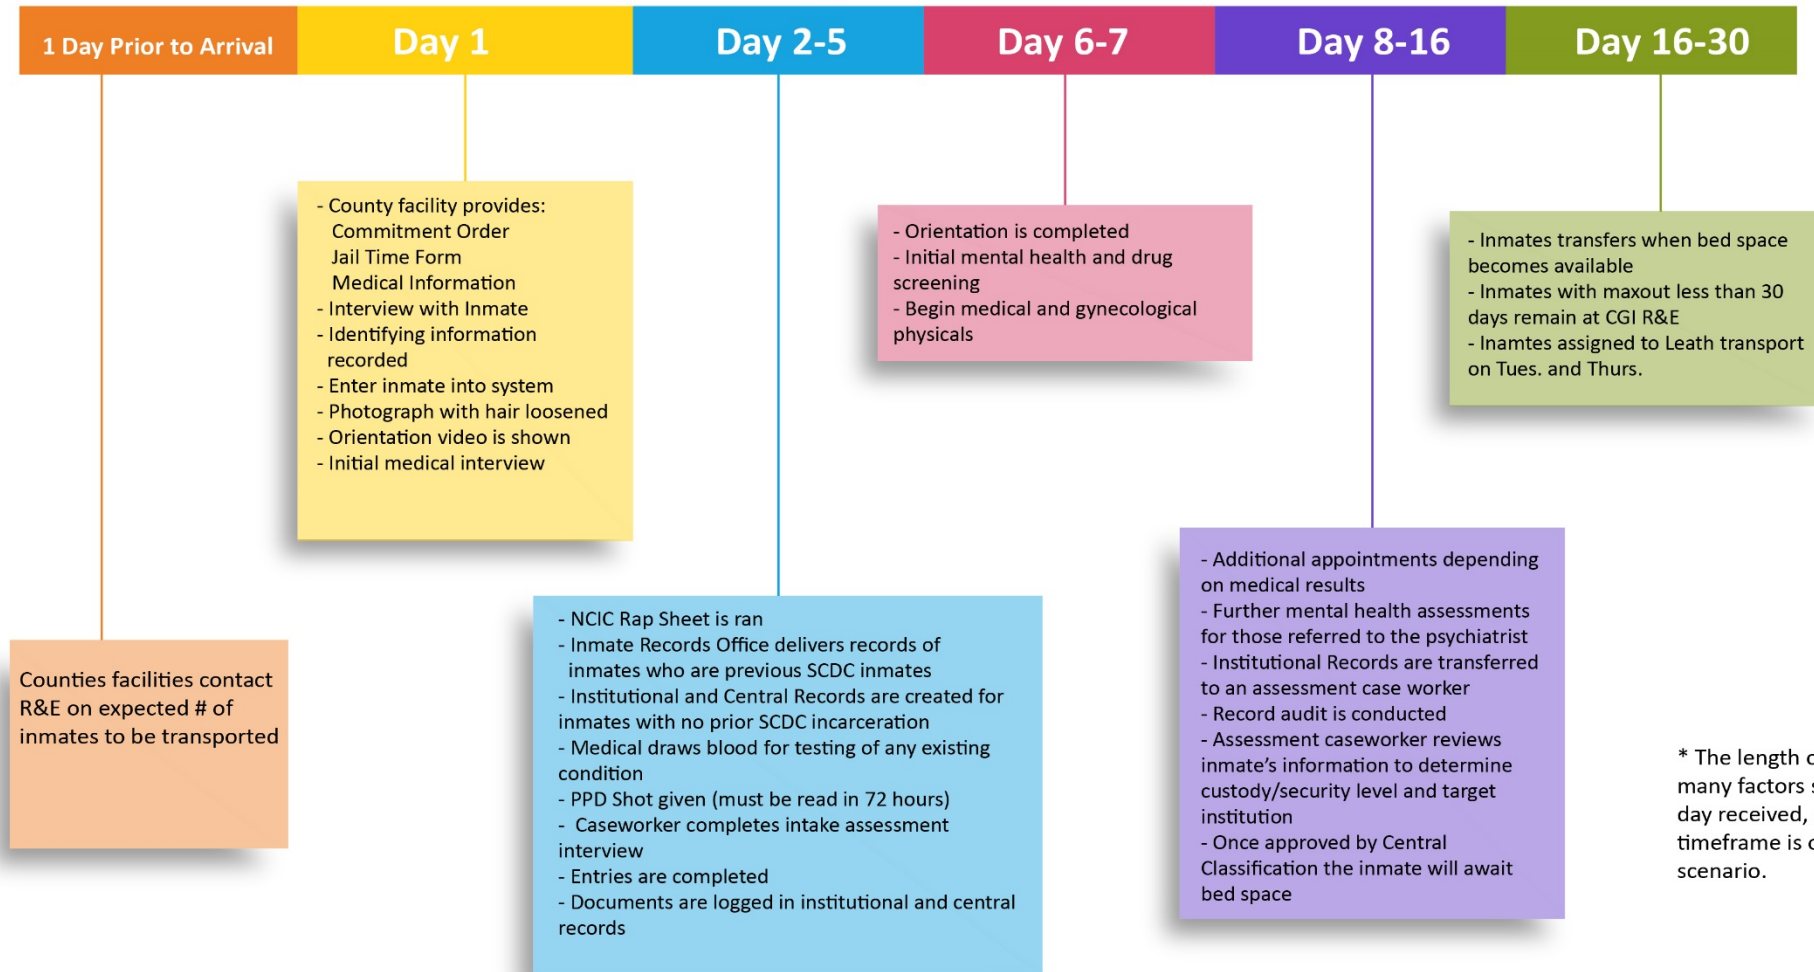 1 Day Prior to Arrival
Day 1
Day 2-5
Day 6-7
Day 8-16
Day 16-30
Counties facilities contact
R&E on expected # of
inmates to be transported
- County facility provides:
Commitment Order
Jail Time Form
Medical Information
- Interview with Inmate
- Identifying information
recorded
- Enter inmate into system
- Photograph with hair loosened
- Orientation video is shown
- Initial medical interview
- NCIC Rap Sheet is ran
- Inmate Records Office delivers records of
inmates who are previous SCDC inmates
- Institutional and Central Records are created for
inmates with no prior SCDC incarceration
- Medical draws blood for testing of any existing
condition
- PPD Shot given (must be read in 72 hours)
- Caseworker completes intake assessment
interview
- Entries are completed
- Documents are logged in institutional and central
records
- Orientation is completed
- Initial mental health and drug
screening
- Begin medical and gynecological
physicals
- Additional appointments depending
on medical results
- Further mental health assessments
for those referred to the psychiatrist
- Institutional Records are transferred
to an assessment case worker
- Record audit is conducted
- Assessment caseworker reviews
inmate's information to determine
custody/security level and target
institution
- Once approved by Central
Classification the inmate will await
bed space
- Inmates transfers when bed space
becomes available
- Inmates with maxout less than 30
days remain at CGI R&E
- Inamtes assigned to Leath transport
on Tues. and Thurs.
* The length
many factors
day received,
timeframe is
scenario.